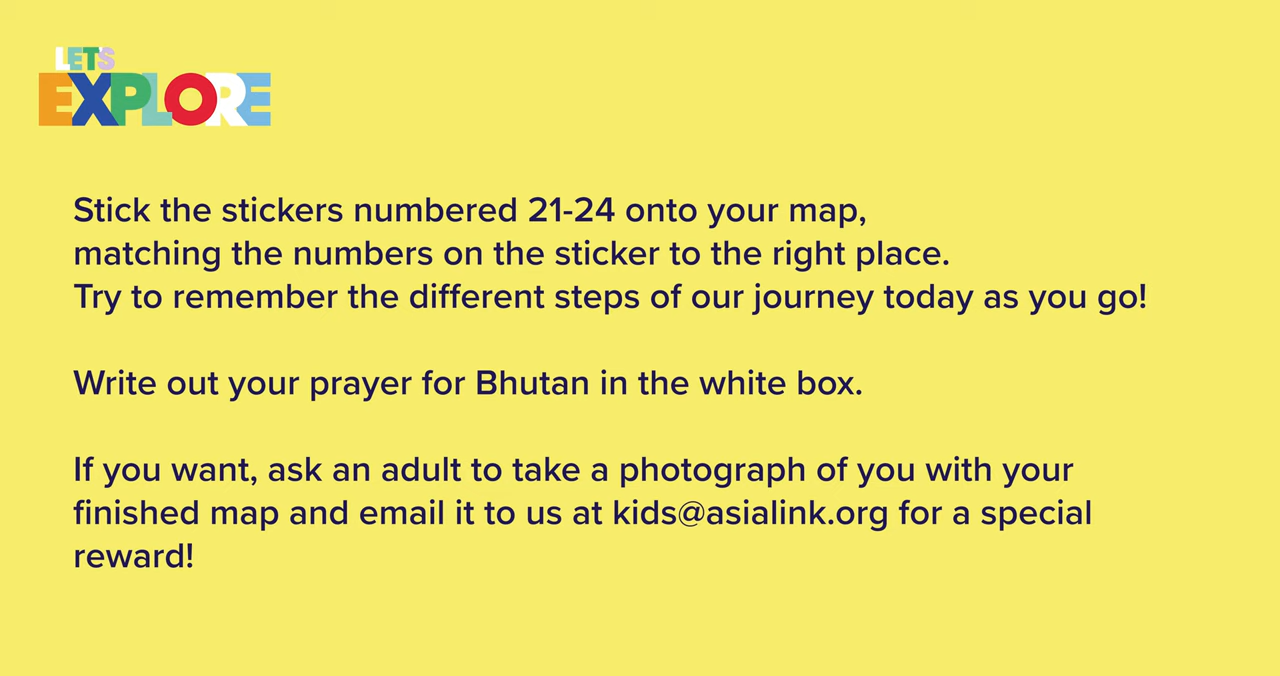 LETS
EXPLORE
Stick the stickers numbered 21-24 onto your map,
matching the numbers on the sticker to the right place.
Try to remember the different steps of our journey today as you go!
Write out your prayer for Bhutan in the white box.
If you want, ask an adult to take a photograph of you with your
finished map and email it to us at kids@asialink.org for a special
reward!